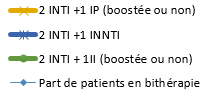 2 INTI +1 IP (boostée ou non)
2 INTI +1 INNTI
2 INTI + 1II (boostée ou non)
Part de patients en bithérapie